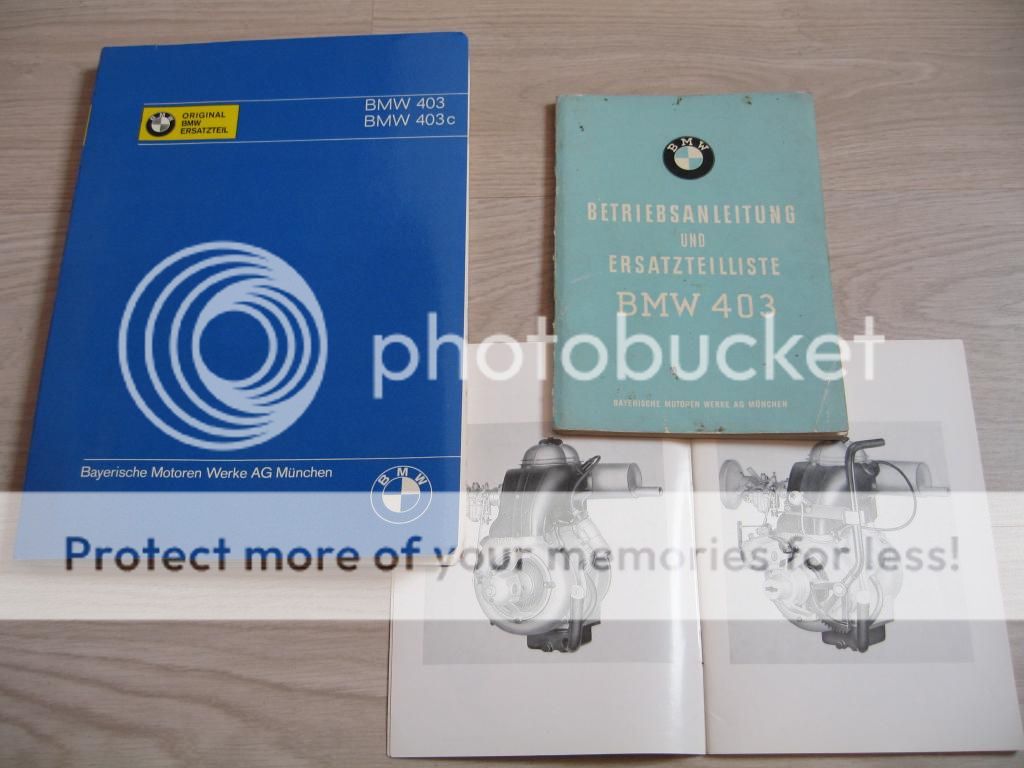 BMW 403
BMW 403c
ORIGINAL
BMW
ERSATZTEIL
Bayerische Motoren Werke AG München
BMW
BMW
BETRIEBSANLEITUNG
UND
ERSATZTEILLISTE
BMW 403
BAYERISCHE MOTOREN WERKE AG MÜNCHEN
photobucket
Protect more of your memories for less!